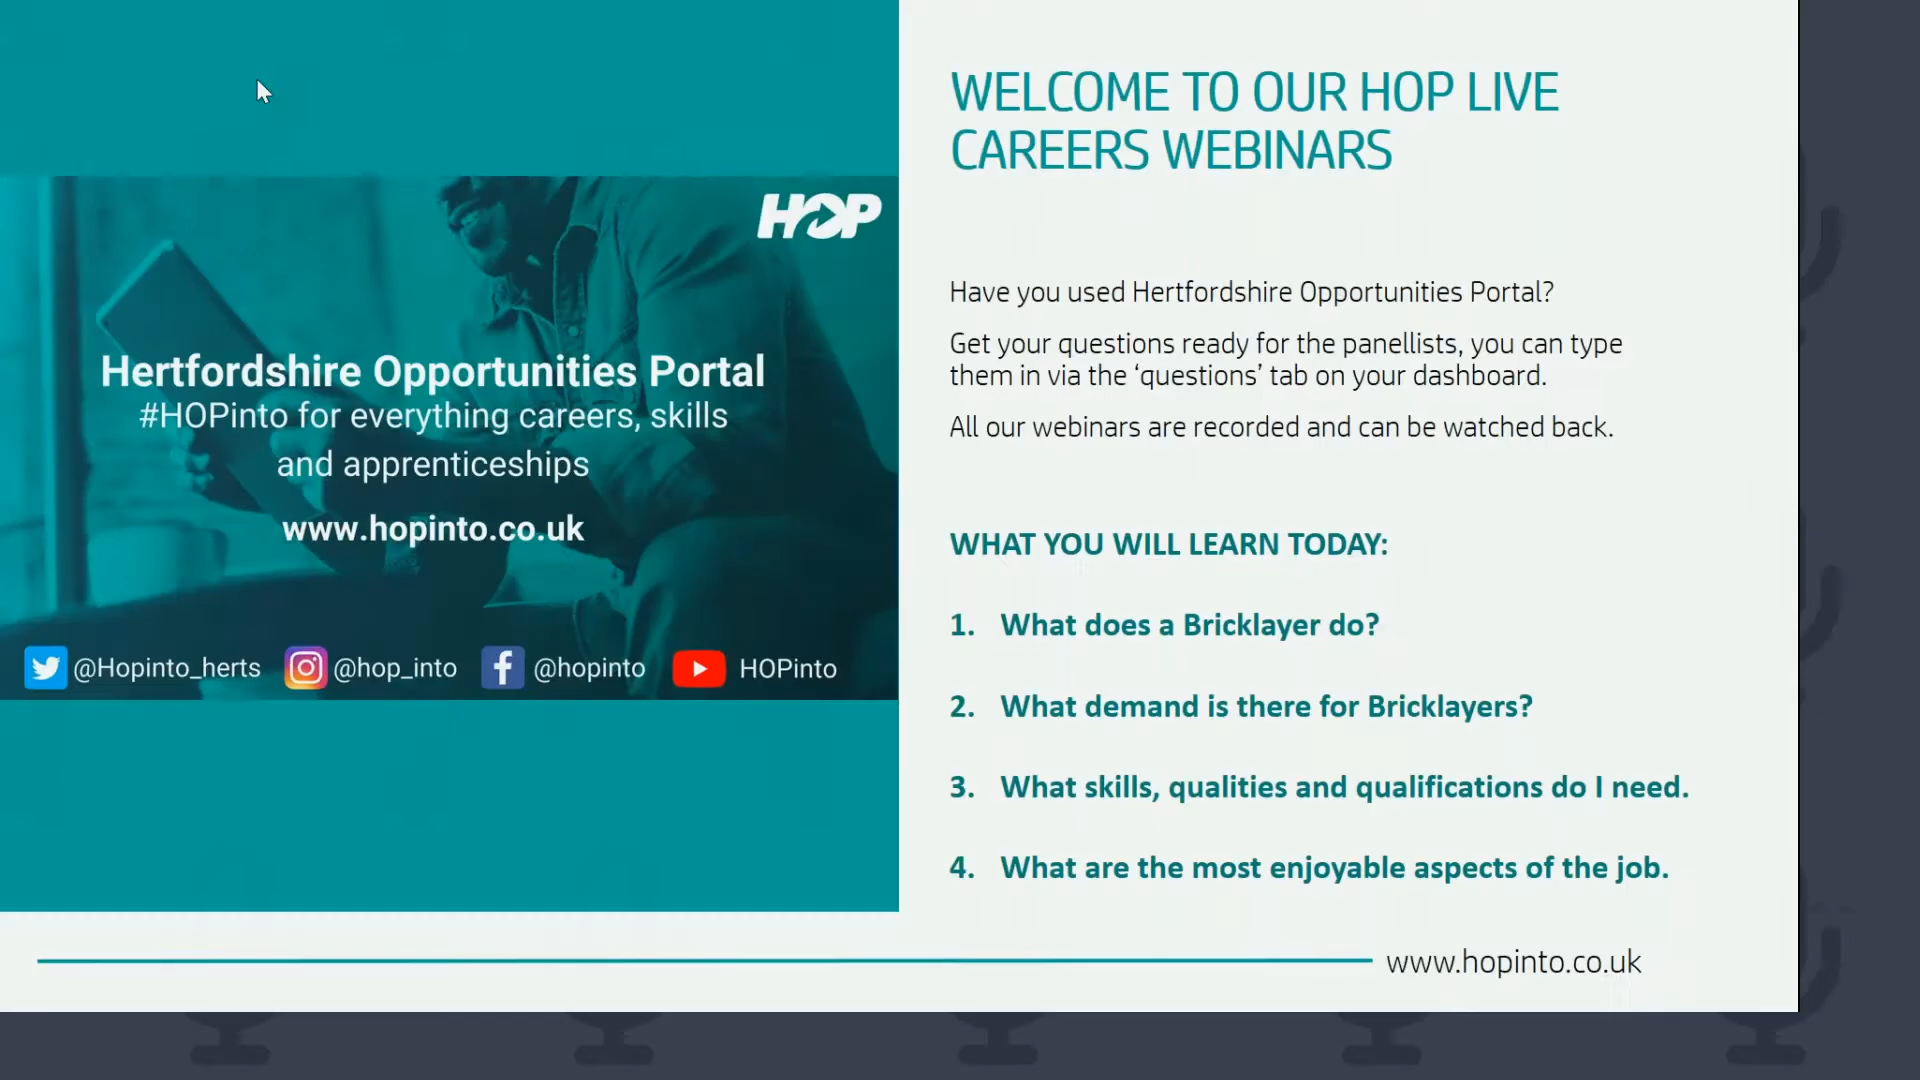 HOP
Hertfordshire Opportunities Portal
#HOPinto for everything careers, skills
and apprenticeships
www.hopinto.co.uk
@Hopinto_herts @hop_into @hopinto HOPinto
WELCOME TO OUR HOP LIVE
CAREERS WEBINARS
Have you used Hertfordshire Opportunities Portal?
Get your questions ready for the panellists, you can type
them in via the ‘questions’ tab on your dashboard.
All our webinars are recorded and can be watched back.
WHAT YOU WILL LEARN TODAY:
1. What does a Bricklayer do?
2. What demand is there for Bricklayers?
3. What skills, qualities and qualifications do I need.
4. What are the most enjoyable aspects of the job.
www.hopinto.co.uk